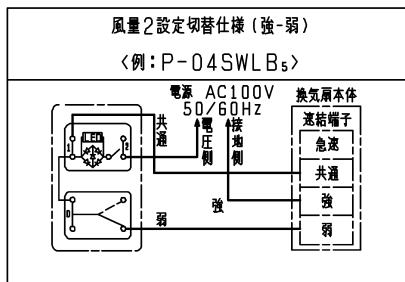 風量2設定切替仕様(強-弱)
〈例:P-04SWLB₅〉
電源 AC100V
50/60Hz
換気扇本体
速結端子
急速
共通
強
弱
共通
電圧側
接地側
強
弱
LED
1
2
0